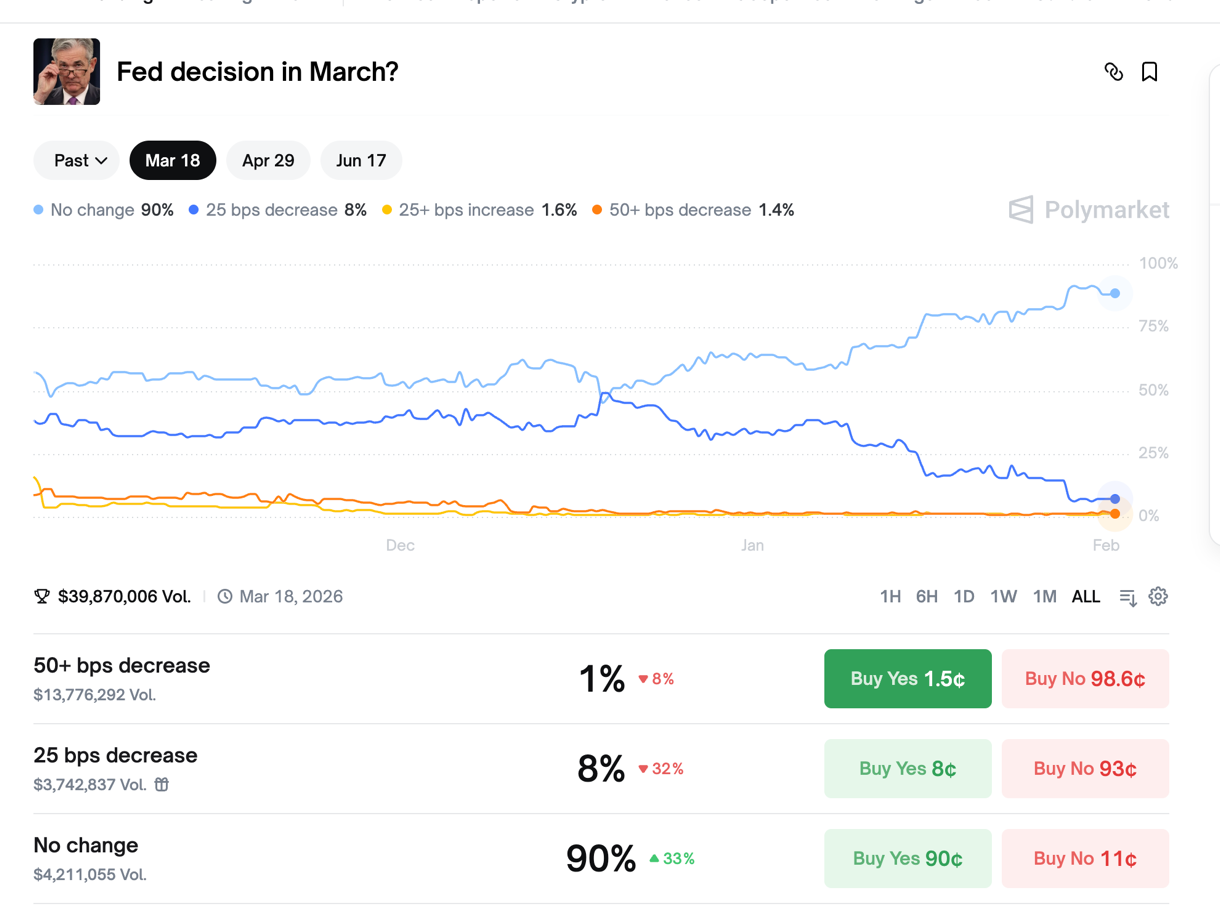 Fed decision in March?
Past Mar 18 Apr 29 Jun 17
No change 90% 25 bps decrease 8% 25+ bps increase 1.6% 50+ bps decrease 1.4%
Polymarket
100%
75%
50%
25%
0%
Dec Jan Feb
$39,870,006 Vol. Mar 18, 2026 1H 6H 1D 1W 1M ALL
50+ bps decrease
$13,776,292 Vol.
1% 8% Buy Yes 1.5¢ Buy No 98.6¢
25 bps decrease
$3,742,837 Vol.
8% 32% Buy Yes 8¢ Buy No 93¢
No change
$4,211,055 Vol.
90% 33% Buy Yes 90¢ Buy No 11¢